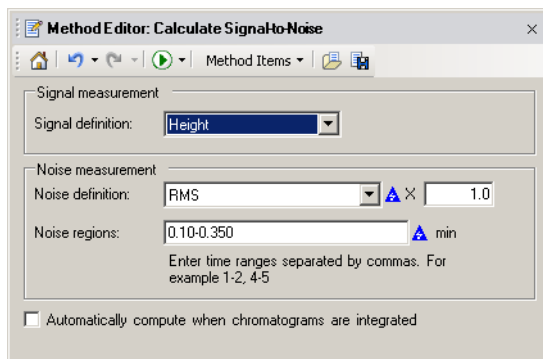 Method Editor: Calculate Signal-to-Noise
Method Items
Signal measurement
Signal definition: Height
Noise measurement
Noise definition: RMS X 1.0
Noise regions: 0.10-0.350 min
Enter time ranges separated by commas. For
example 1-2, 4-5
Automatically compute when chromatograms are integrated